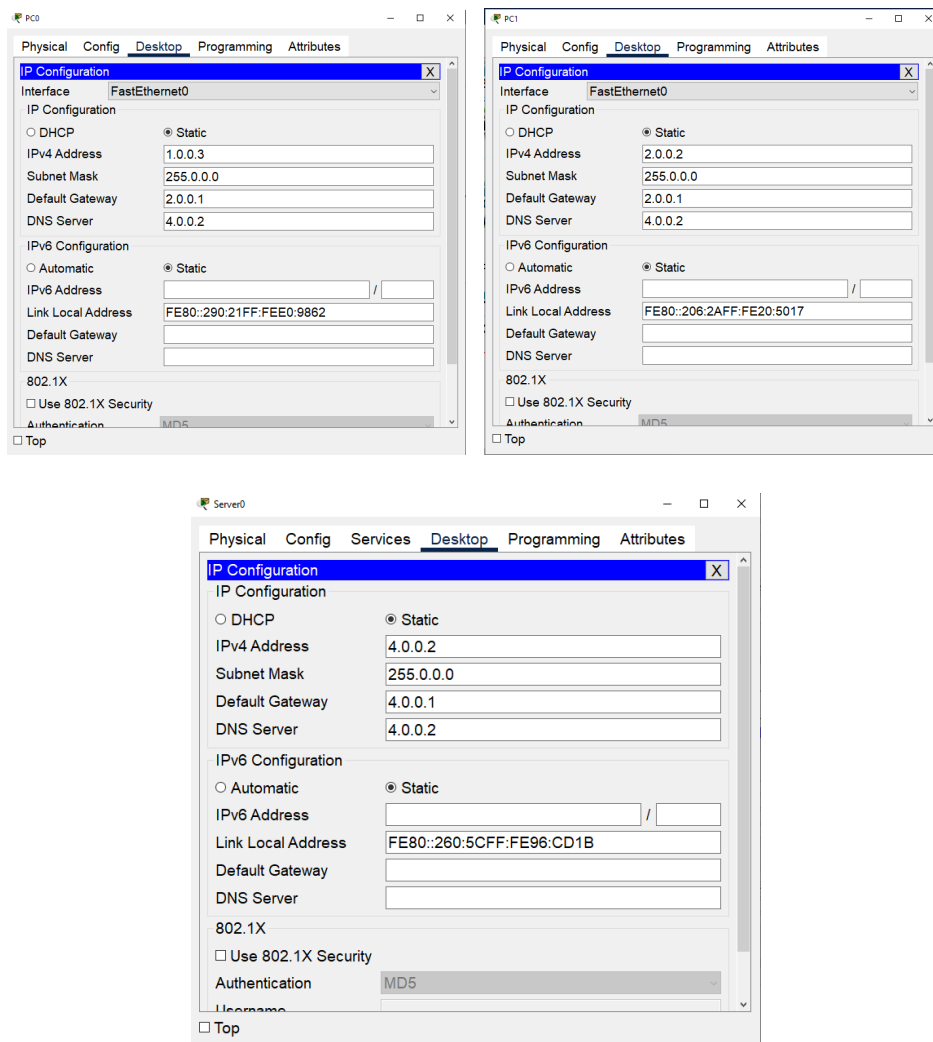 PC0
Physical Config Desktop Programming Attributes
IP Configuration X
Interface FastEthernet0
IP Configuration
DHCP Static
IPv4 Address 1.0.0.3
Subnet Mask 255.0.0.0
Default Gateway 2.0.0.1
DNS Server 4.0.0.2
IPv6 Configuration
Automatic Static
IPv6 Address /
Link Local Address FE80::290:21FF:FEE0:9862
Default Gateway
DNS Server
802.1X
Use 802.1X Security
Authentication MD5
Top
PC1
Physical Config Desktop Programming Attributes
IP Configuration X
Interface FastEthernet0
IP Configuration
DHCP Static
IPv4 Address 2.0.0.2
Subnet Mask 255.0.0.0
Default Gateway 2.0.0.1
DNS Server 4.0.0.2
IPv6 Configuration
Automatic Static
IPv6 Address /
Link Local Address FE80::206:2AFF:FE20:5017
Default Gateway
DNS Server
802.1X
Use 802.1X Security
Authentication MD5
Top
Server0
Physical Config Services Desktop Programming Attributes
IP Configuration X
IP Configuration
DHCP Static
IPv4 Address 4.0.0.2
Subnet Mask 255.0.0.0
Default Gateway 4.0.0.1
DNS Server 4.0.0.2
IPv6 Configuration
Automatic Static
IPv6 Address /
Link Local Address FE80::260:5CFF:FE96:CD1B
Default Gateway
DNS Server
802.1X
Use 802.1X Security
Authentication MD5
Username
Top